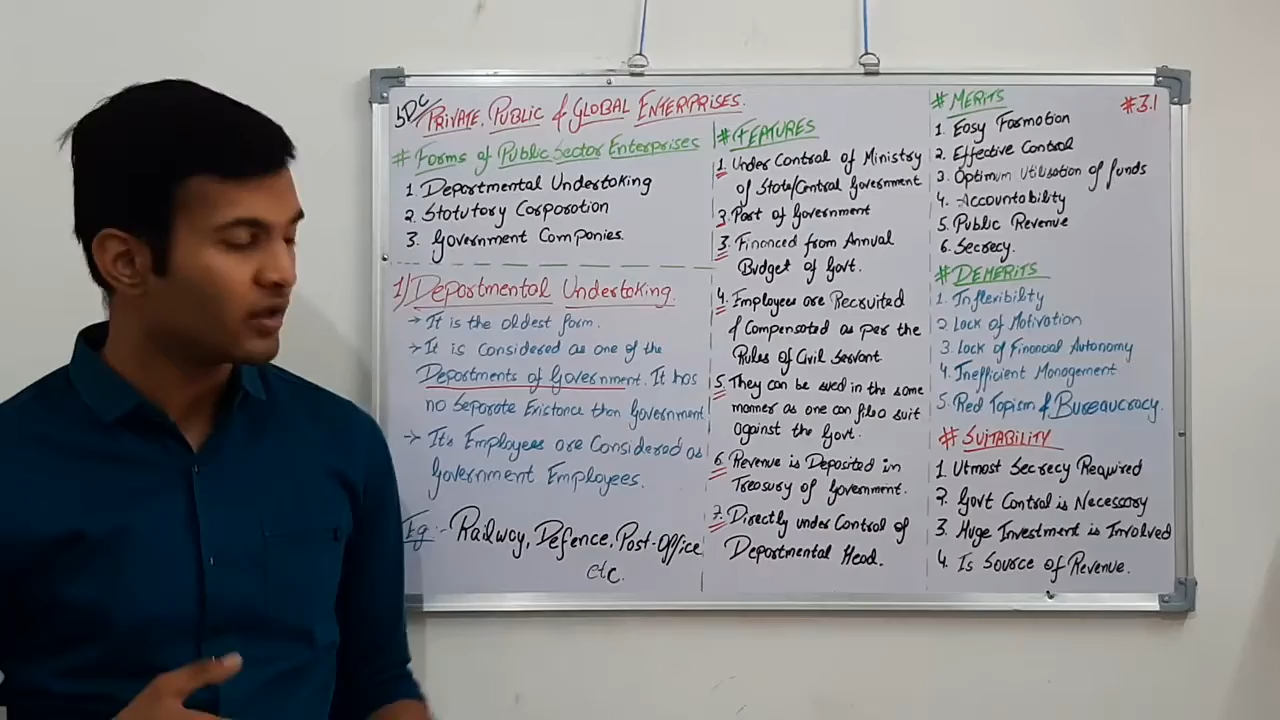 SDC/
PRIVATE, PUBLIC & GLOBAL ENTERPRISES.
# Forms of Public Sector Enterprises
1. Departmental Undertaking
2. Statutory Corporation
3. Government Companies.
1) Departmental Undertaking.
→ It is the oldest form.
→ It is considered as one of the
Departments of Government. It has
no Separate Existance than Government
→ It's Employees are Considered as
Government Employees.
Eg:- Railway, Defence, Post-Office
etc.
# FEATURES
1. Under Control of Ministry
of State/Central Government
2. Part of Government
3. Financed from Annual
Budget of Govt.
4. Employees are Recruited
& Compensated as per the
Rules of Civil Servant
5. They can be sued in the same
manner as one can file a suit
against the Govt.
6. Revenue is Deposited in
Treasury of Government.
7. Directly under Control of
Departmental Head.
# MERITS
1. Easy Formation
2. Effective Control
3. Optimum Utilisation of funds
4. Accountability
5. Public Revenue
6. Secrecy.
# DEMERITS
1. Inflexibility
2. Lack of Motivation
3. Lack of Financial Autonomy
4. Inefficient Management
5. Red Tapism & Bureaucracy.
# SUITABILITY
1. Utmost Secrecy Required
2. Govt Control is Necessary
3. Huge Investment is Involved
4. Is Source of Revenue.
#3.1